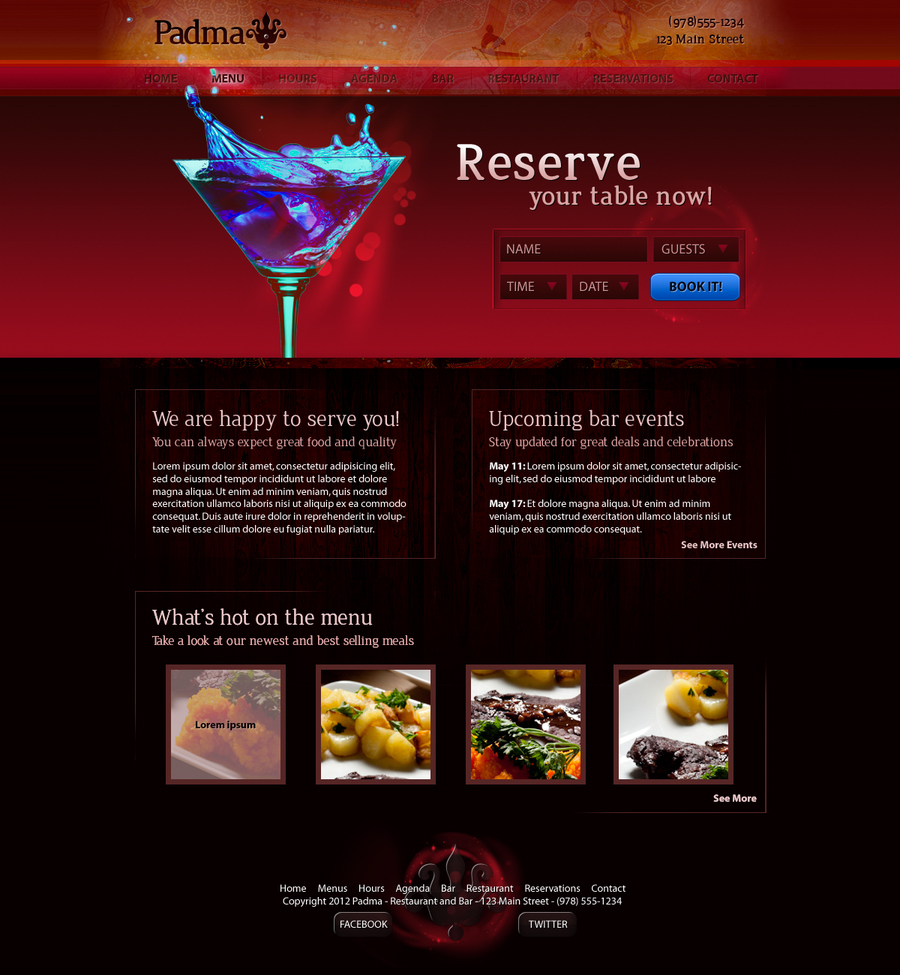 Padma
(978)555-1234
123 Main Street
HOME MENU HOURS AGENDA BAR RESTAURANT RESERVATIONS CONTACT
Reserve
your table now!
NAME GUESTS
TIME DATE BOOK IT!
We are happy to serve you!
You can always expect great food and quality
Lorem ipsum dolor sit amet, consectetur adipisicing elit,
sed do eiusmod tempor incididunt ut labore et dolore
magna aliqua. Ut enim ad minim veniam, quis nostrud
exercitation ullamco laboris nisi ut aliquip ex ea commodo
consequat. Duis aute irure dolor in reprehenderit in volup-
tate velit esse cillum dolore eu fugiat nulla pariatur.
Upcoming bar events
Stay updated for great deals and celebrations
May 11: Lorem ipsum dolor sit amet, consectetur adipisic-
ing elit, sed do eiusmod tempor incididunt ut labore
May 17: Et dolore magna aliqua. Ut enim ad minim
veniam, quis nostrud exercitation ullamco laboris nisi ut
aliquip ex ea commodo consequat.
See More Events
What's hot on the menu
Take a look at our newest and best selling meals
Lorem ipsum
See More
Home Menus Hours Agenda Bar Restaurant Reservations Contact
Copyright 2012 Padma - Restaurant and Bar - 123 Main Street - (978) 555-1234
FACEBOOK TWITTER